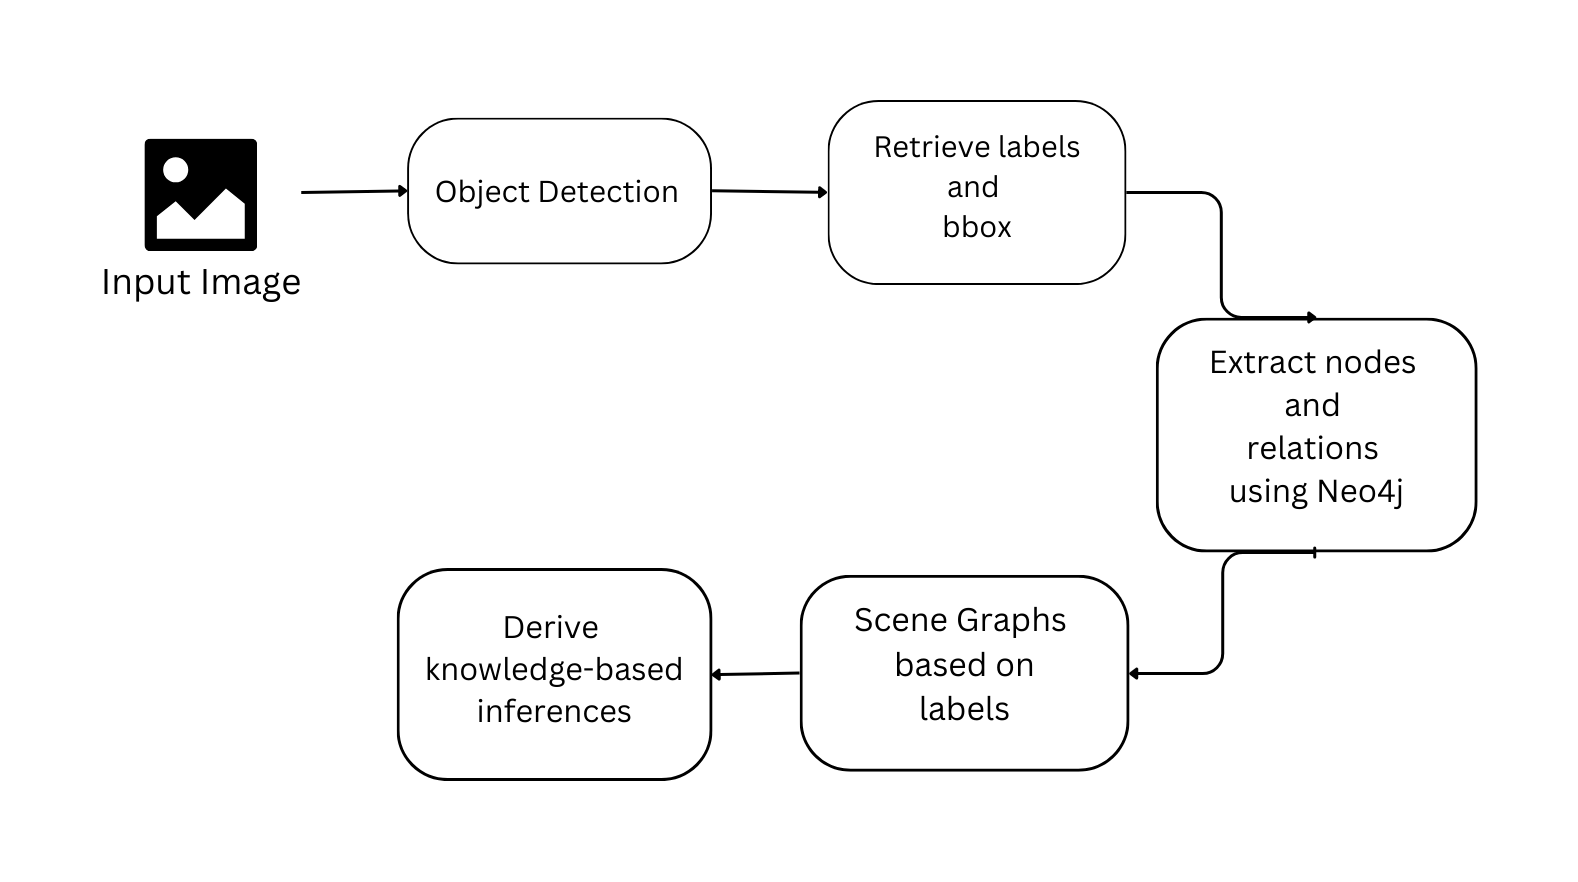 Input Image
Object Detection
Retrieve labels
and
bbox
Extract nodes
and
relations
using Neo4j
Scene Graphs
based on
labels
Derive
knowledge-based
inferences